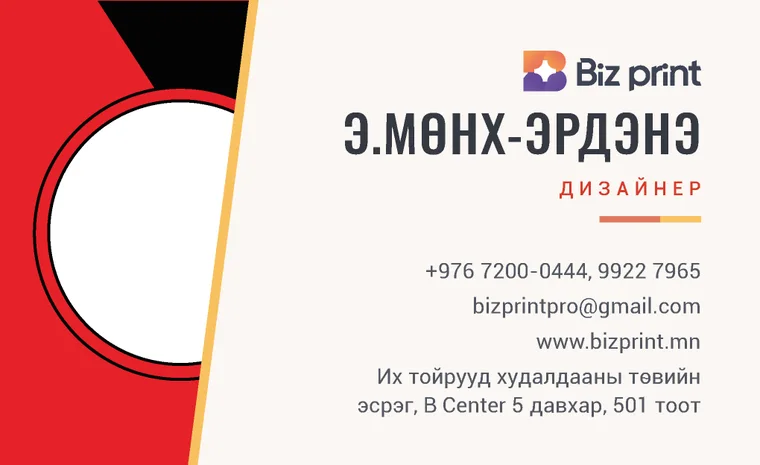 Biz print
Э.МӨНХ-ЭРДЭНЭ
ДИЗАЙНЕР
+976 7200-0444, 9922 7965
bizprintpro@gmail.com
www.bizprint.mn
Их тойрууд худалдааны төвийн
эсрэг, B Center 5 давхар, 501 тоот